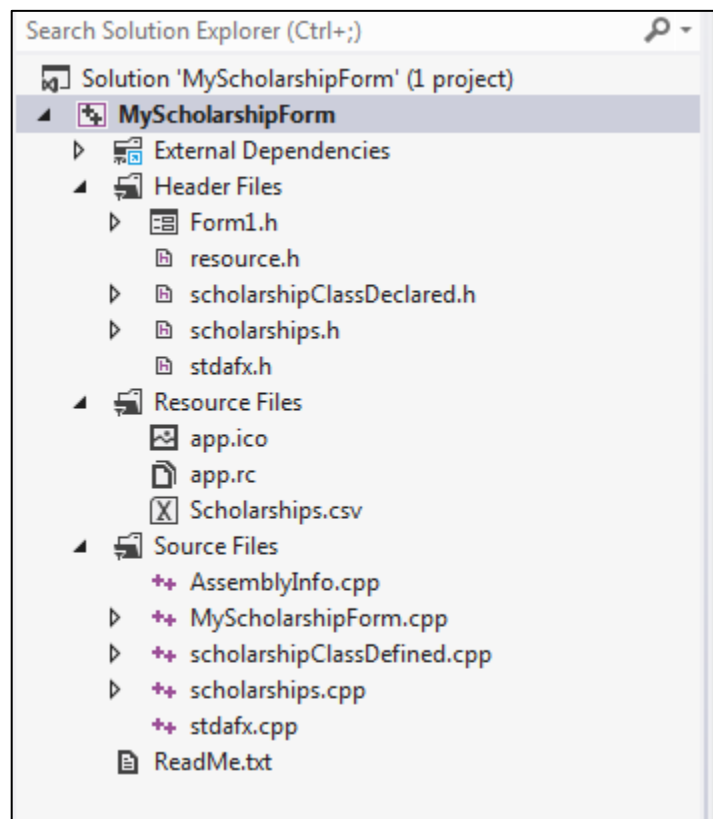 Search Solution Explorer (Ctrl+;)
Solution 'MyScholarshipForm' (1 project)
MyScholarshipForm
External Dependencies
Header Files
Form1.h
resource.h
scholarshipClassDeclared.h
scholarships.h
stdafx.h
Resource Files
app.ico
app.rc
Scholarships.csv
Source Files
AssemblyInfo.cpp
MyScholarshipForm.cpp
scholarshipClassDefined.cpp
scholarships.cpp
stdafx.cpp
ReadMe.txt